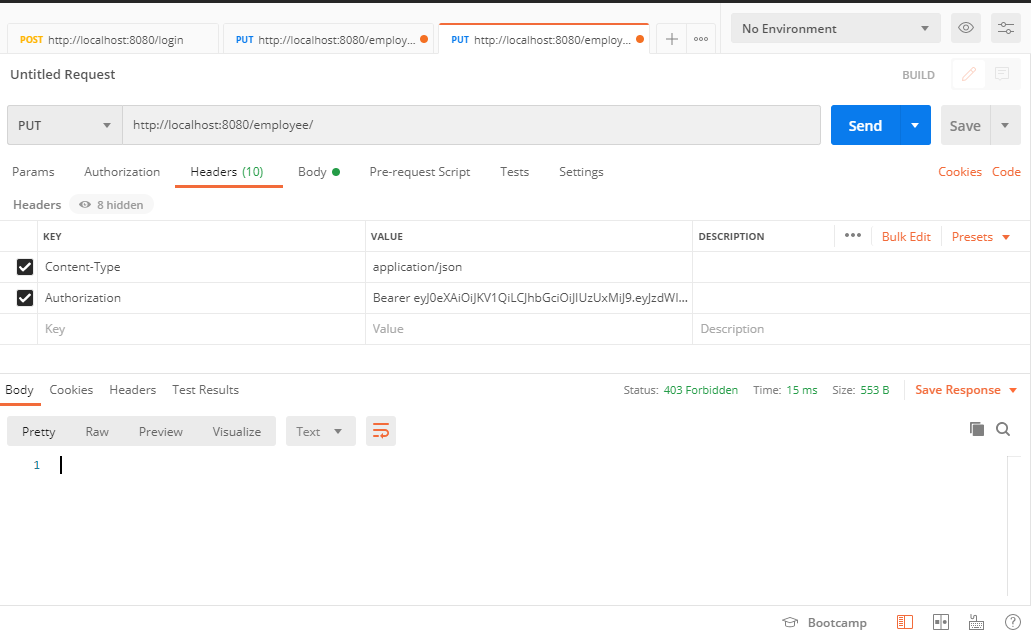 POST http://localhost:8080/login
PUT http://localhost:8080/employ...
PUT http://localhost:8080/employ...
No Environment
Untitled Request
BUILD
PUT
http://localhost:8080/employee/
Send
Save
Params Authorization Headers (10) Body Pre-request Script Tests Settings Cookies Code
Headers 8 hidden
KEY VALUE DESCRIPTION Bulk Edit Presets
Content-Type application/json
Authorization Bearer eyJ0eXAiOiJKV1QiLCJhbGciOiJIUzUxMiJ9.eyJzdWI...
Key Value Description
Body Cookies Headers Test Results Status: 403 Forbidden Time: 15 ms Size: 553 B Save Response
Pretty Raw Preview Visualize Text
1
Bootcamp